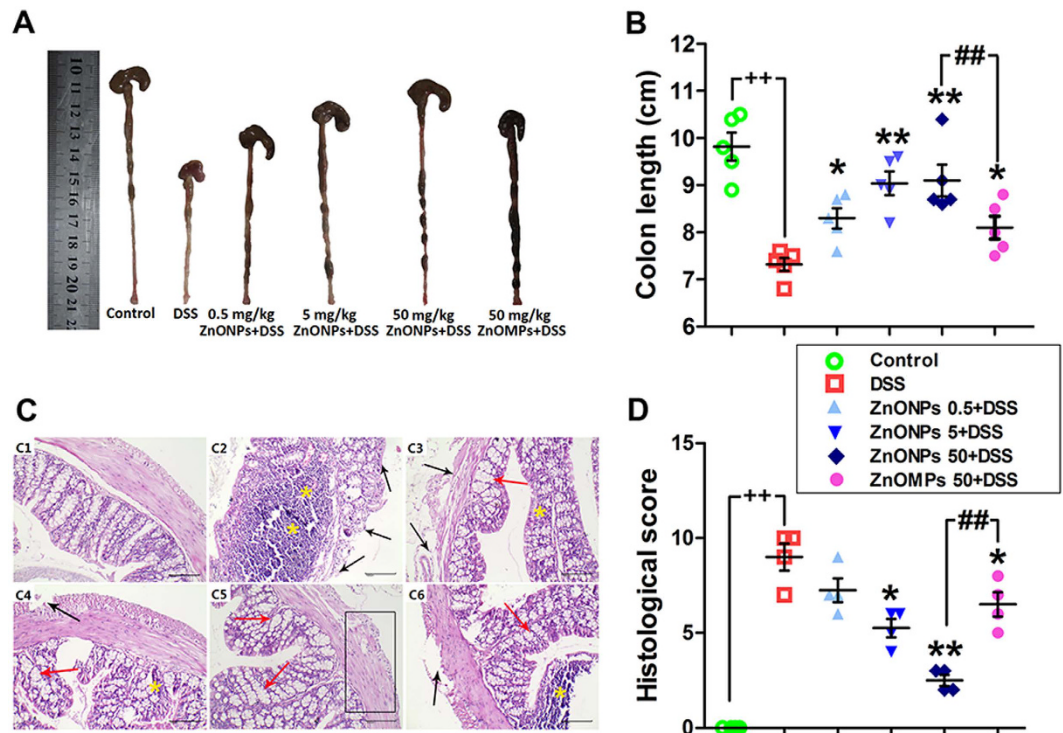 A
10
11
12
13
14
15
16
17
18
19
20
21
Control
DSS
0.5 mg/kg
ZnONPs+DSS
5 mg/kg
ZnONPs+DSS
50 mg/kg
ZnONPs+DSS
50 mg/kg
ZnOMPs+DSS
B
Colon length (cm)
12
11
10
9
8
7
6
++
*
**
**
##
*
Control
DSS
ZnONPs 0.5+DSS
ZnONPs 5+DSS
ZnONPs 50+DSS
ZnOMPs 50+DSS
C
C1
C2
*
*
C3
*
C4
*
C5
C6
*
D
Histological score
15
10
5
0
++
*
**
##
*